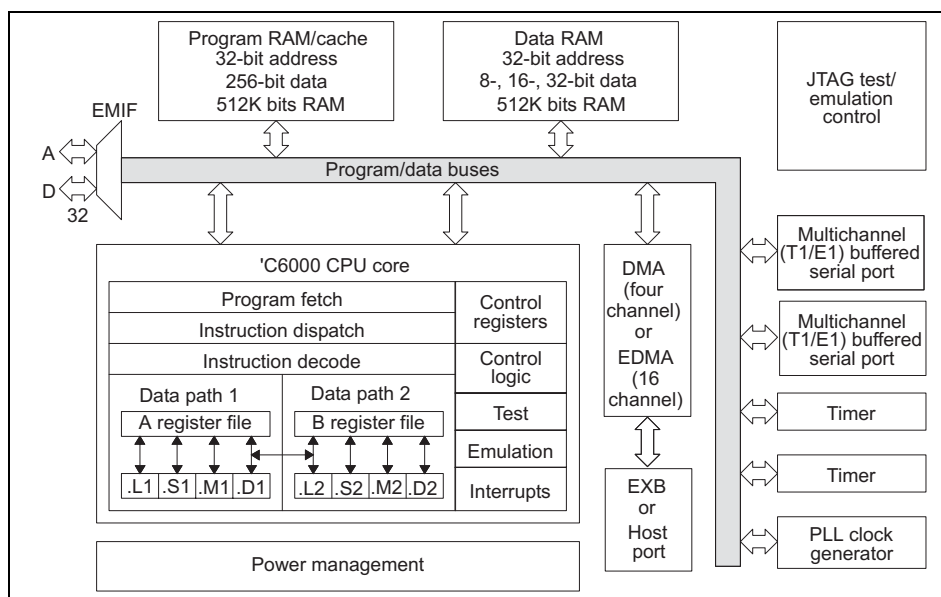 Program RAM/cache
32-bit address
256-bit data
512K bits RAM
Data RAM
32-bit address
8-, 16-, 32-bit data
512K bits RAM
JTAG test/
emulation
control
EMIF
A
D
32
Program/data buses
'C6000 CPU core
Program fetch
Instruction dispatch
Instruction decode
Data path 1
A register file
.L1 .S1 .M1 .D1
Data path 2
B register file
.L2 .S2 .M2 .D2
Control
registers
Control
logic
Test
Emulation
Interrupts
Power management
DMA
(four
channel)
or
EDMA
(16
channel)
EXB
or
Host
port
Multichannel
(T1/E1) buffered
serial port
Multichannel
(T1/E1) buffered
serial port
Timer
Timer
PLL clock
generator